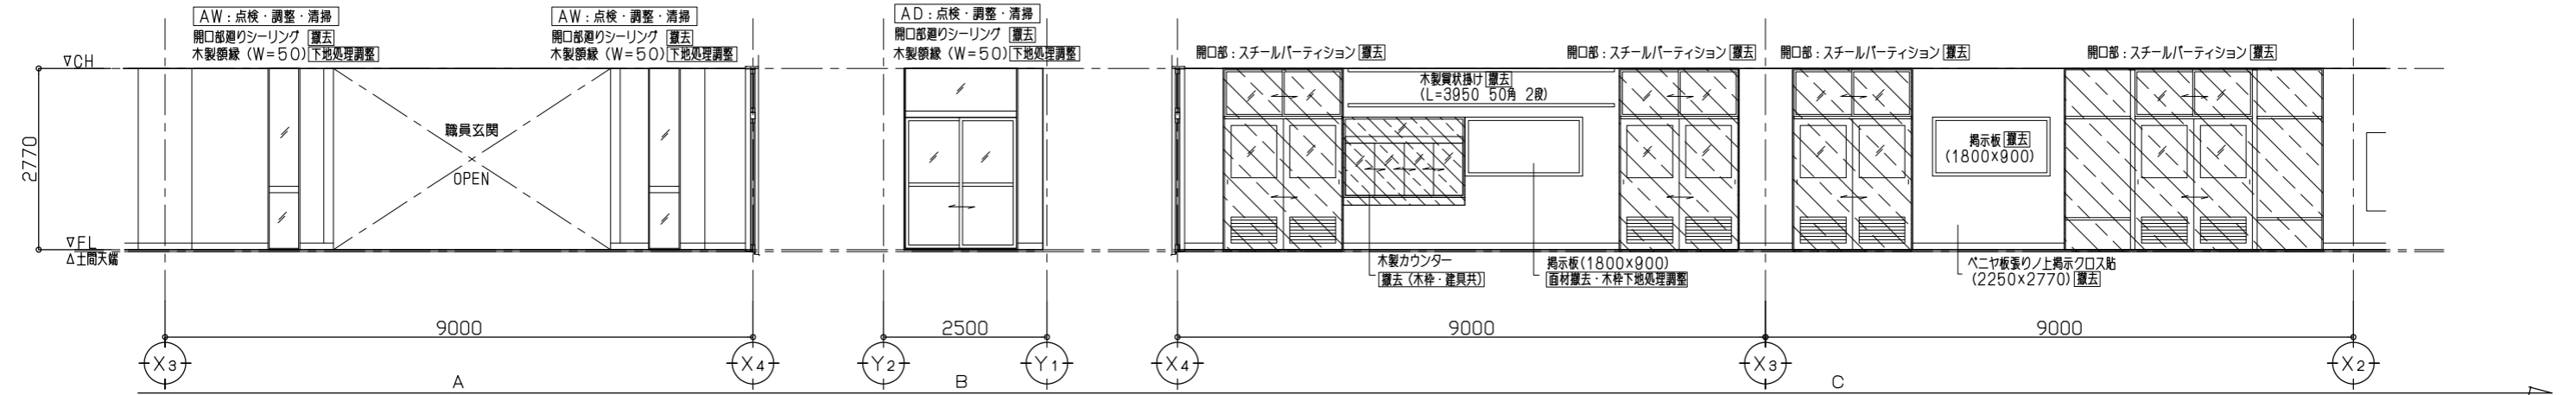 AW：点検・調整・清掃
開口部廻りシーリング 撤去
木製額縁（W＝50）下地処理調整
AW：点検・調整・清掃
開口部廻りシーリング 撤去
木製額縁（W＝50）下地処理調整
AD：点検・調整・清掃
開口部廻りシーリング 撤去
木製額縁（W＝50）下地処理調整
開口部：スチールパーティション 撤去
開口部：スチールパーティション 撤去
開口部：スチールパーティション 撤去
開口部：スチールパーティション 撤去
▽CH
2770
▽FL
△土間天端
職員玄関
OPEN
木製賞状掛け 撤去
(L=3950 50角 2段)
掲示板 撤去
(1800×900)
木製カウンター
撤去（木枠・建具共）
掲示板(1800×900)
面材撤去・木枠下地処理調整
ベニヤ板張りノ上掲示クロス貼
(2250×2770) 撤去
9000
2500
9000
9000
X3
X4
Y2
Y1
X4
X3
X2
A
B
C